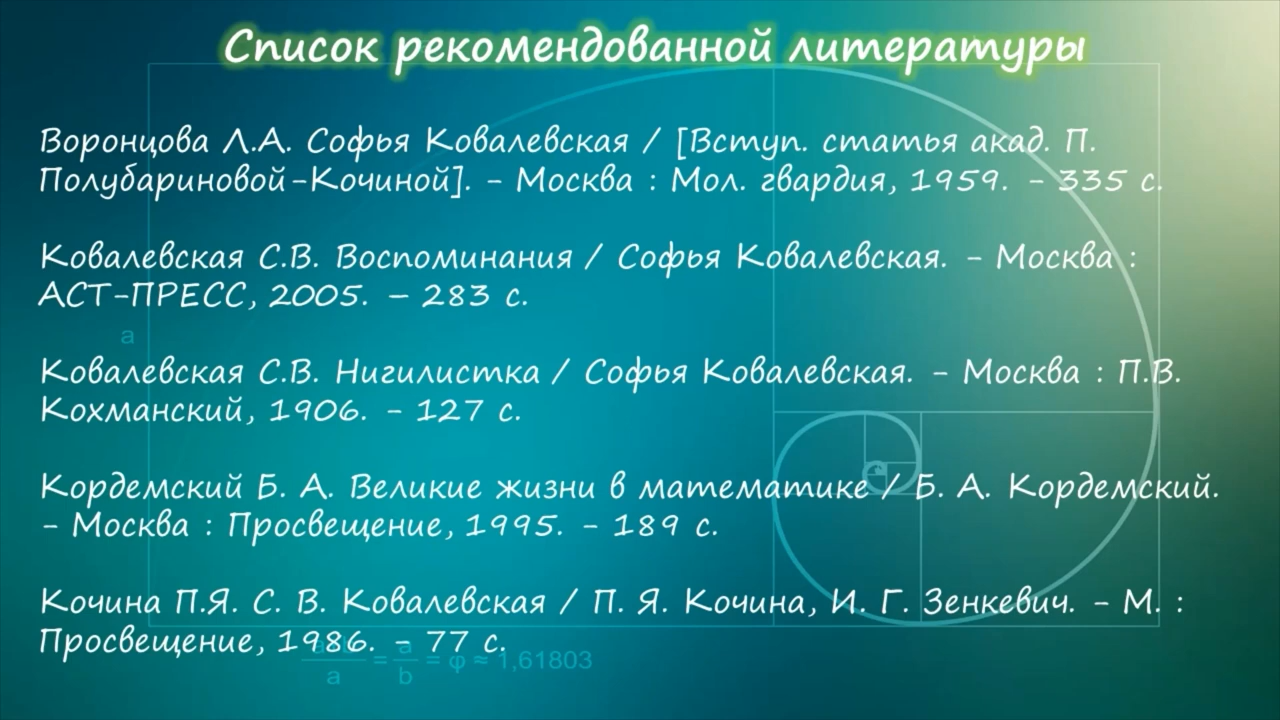 Список рекомендованной литературы
Воронцова Л.А. Софья Ковалевская / [Вступ. статья акад. П.
Полубариновой-Кочиной]. - Москва : Мол. гвардия, 1959. - 335 с.
Ковалевская С.В. Воспоминания / Софья Ковалевская. - Москва :
АСТ-ПРЕСС, 2005. – 283 с.
a
Ковалевская С.В. Нигилистка / Софья Ковалевская. - Москва : П.В.
Кохманский, 1906. - 127 с.
Кордемский Б. А. Великие жизни в математике / Б. А. Кордемский.
- Москва : Просвещение, 1995. - 189 с.
Кочина П.Я. С. В. Ковалевская / П. Я. Кочина, И. Г. Зенкевич. - М. :
Просвещение, 1986. - 77 с.
a = a = φ ≈ 1,61803
a b